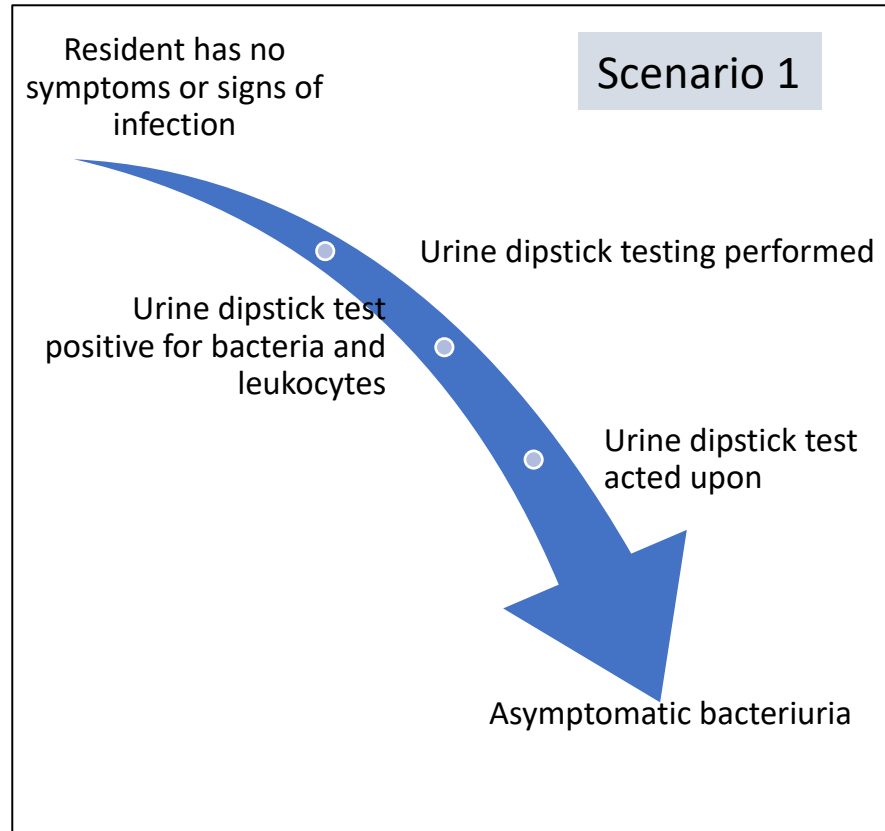 Resident has no
symptoms or signs of
infection
Scenario 1
Urine dipstick testing performed
Urine dipstick test
positive for bacteria and
leukocytes
Urine dipstick test
acted upon
Asymptomatic bacteriuria